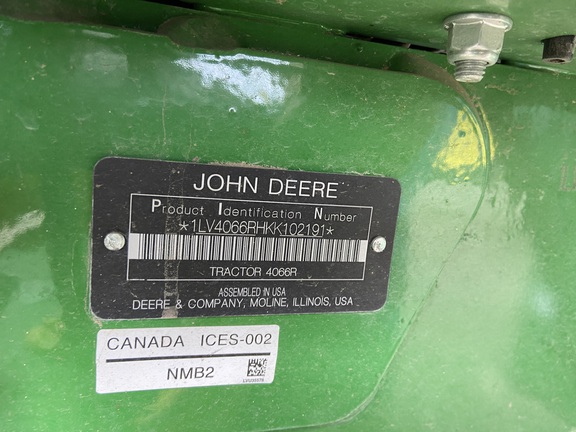 JOHN DEERE
Product Identification Number
*1LV4066RHKK102191*
TRACTOR 4066R
ASSEMBLED IN USA
DEERE & COMPANY, MOLINE, ILLINOIS, USA
CANADA ICES-002
NMB2